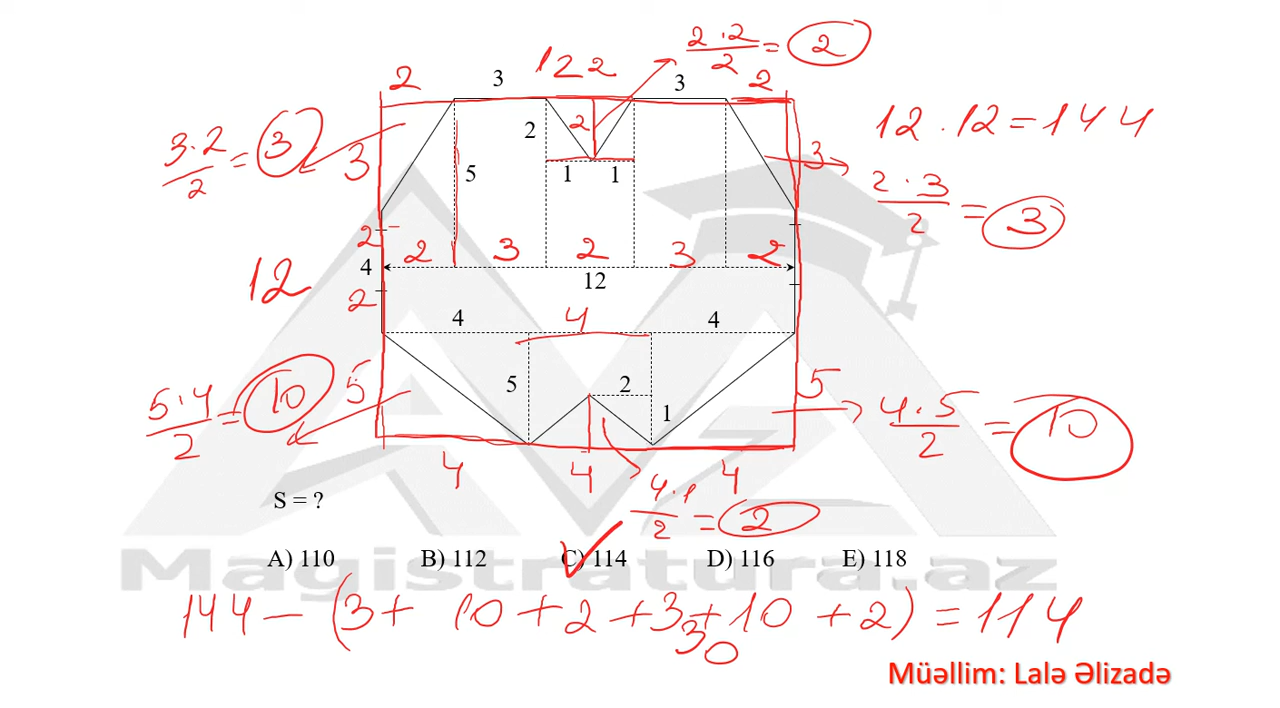 2 3 12 2 3 2
2 · 2 / 2 = 2
3 · 2 / 2 = 3
3 5 2 2 1 1 3
12 · 12 = 144
2 · 3 / 2 = 3
2 2 3 2 3 2
4 12
12
2 4 4 4
5 · 4 / 2 = 10
5 5 2 1 5
4 · 5 / 2 = 10
4 4 4
4 · 1 / 2 = 2
S = ?
A) 110 B) 112 C) 114 D) 116 E) 118
Magistratura.az
144 - (3 + 10 + 2 + 3 + 10 + 2) = 114
30
Müəllim: Lalə Əlizadə